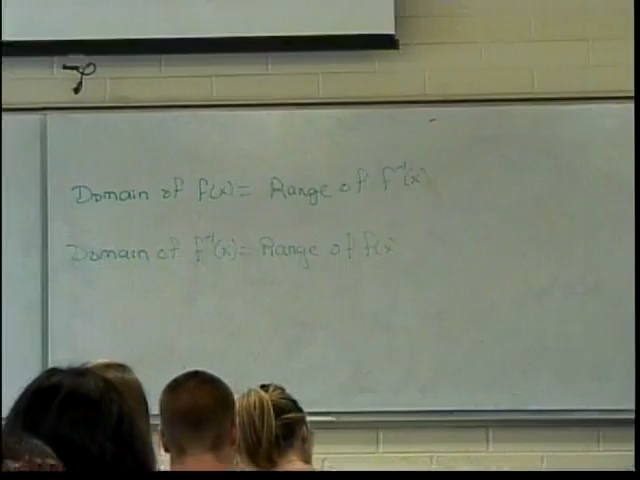 Domain of f(x) = Range of f⁻¹(x)
Domain of f⁻¹(x) = Range of f(x)